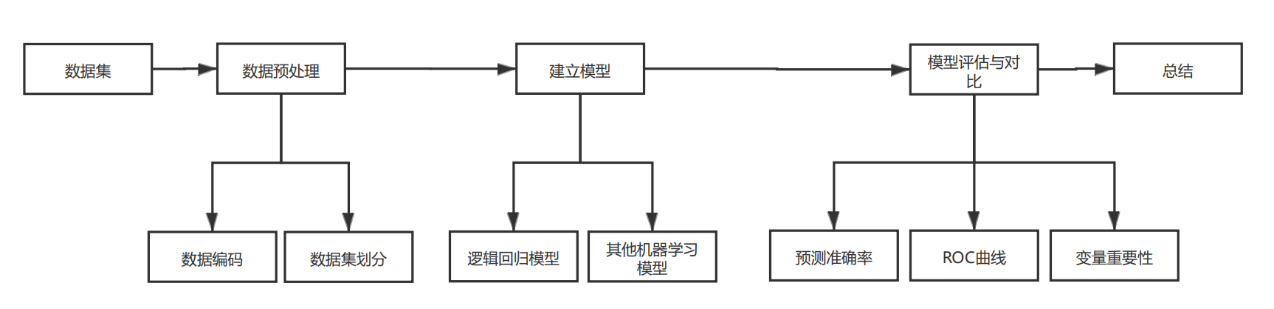 数据集
数据预处理
建立模型
模型评估与对
比
总结
数据编码
数据集划分
逻辑回归模型
其他机器学习
模型
预测准确率
ROC曲线
变量重要性